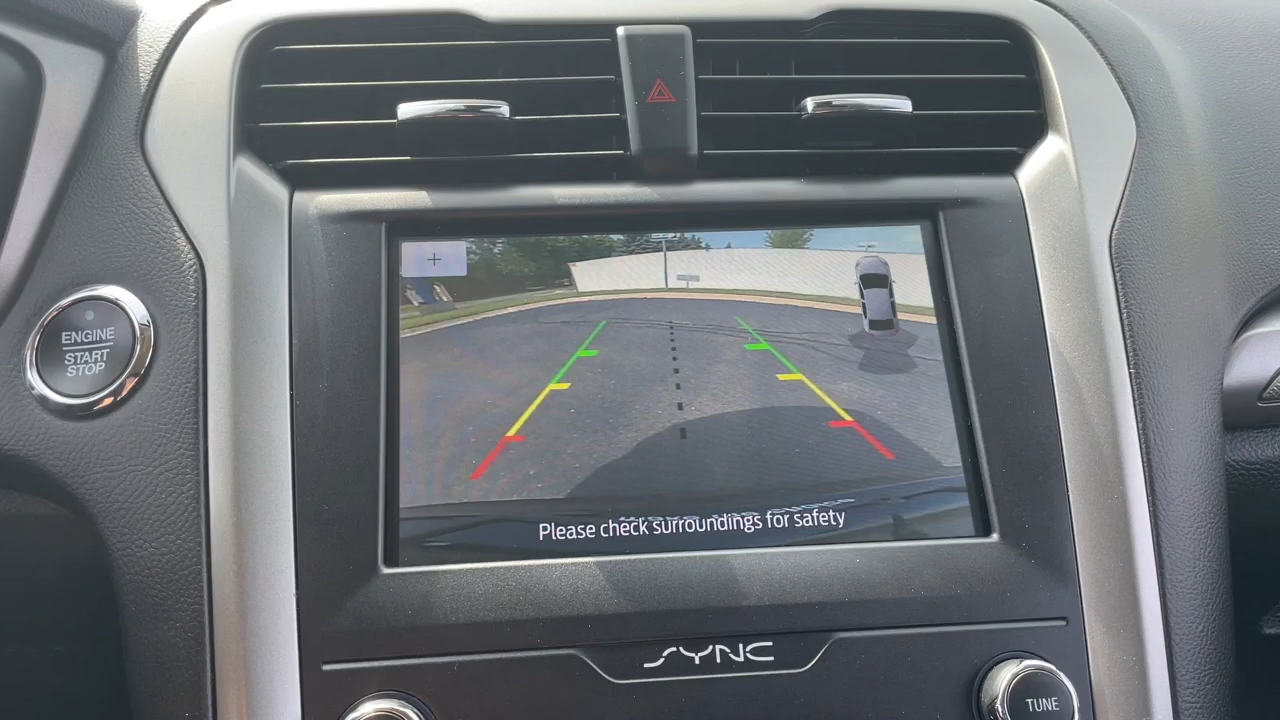 ENGINE
START
STOP
+
Please check surroundings for safety
SYNC
TUNE